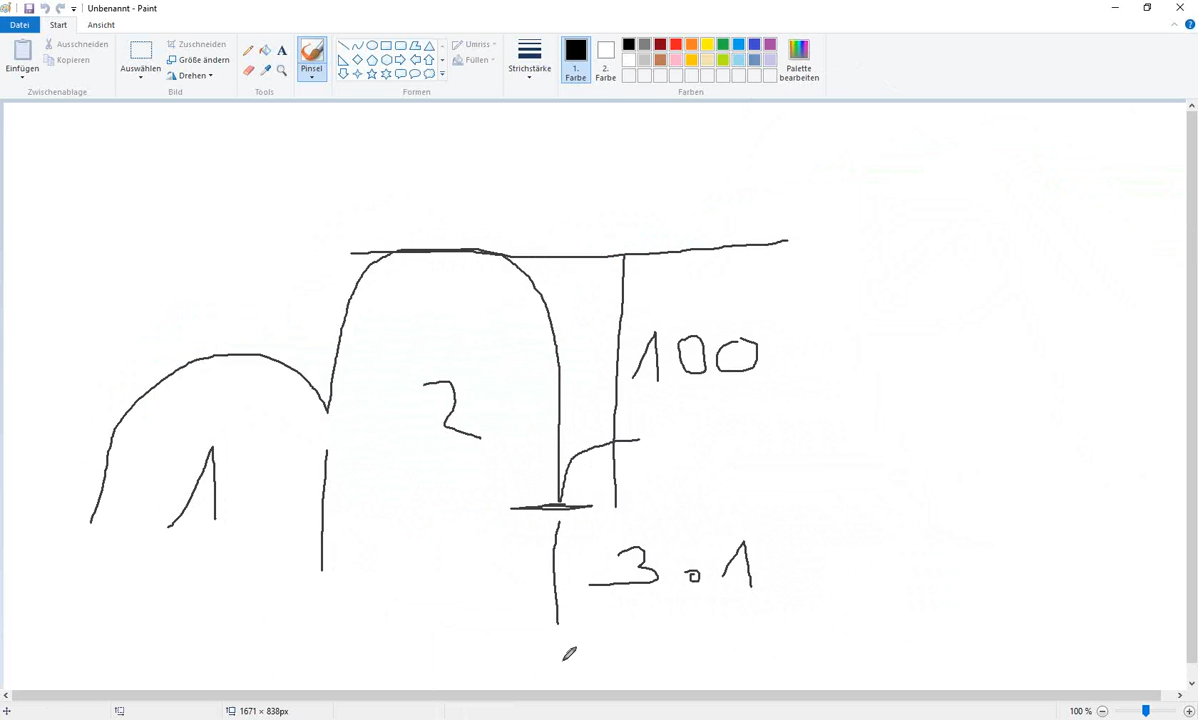 Unbenannt - Paint
Datei Start Ansicht
Einfügen
Ausschneiden
Kopieren
Zwischenablage
Auswählen
Zuschneiden
Größe ändern
Drehen
Bild
A
Tools
Pinsel
Formen
Umriss
Füllen
Strichstärke
1. Farbe
2. Farbe
Palette bearbeiten
Farben
100
2
1
3.1
1671 × 838px
100 %